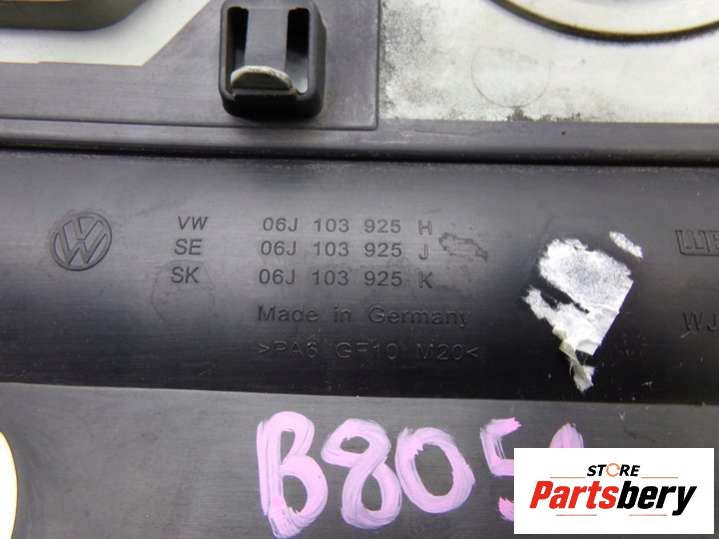 VW 06J 103 925 H
SE 06J 103 925 J
SK 06J 103 925 K
Made in Germany
>PA6 GF10 M20<
WJ
STORE
Partsbery